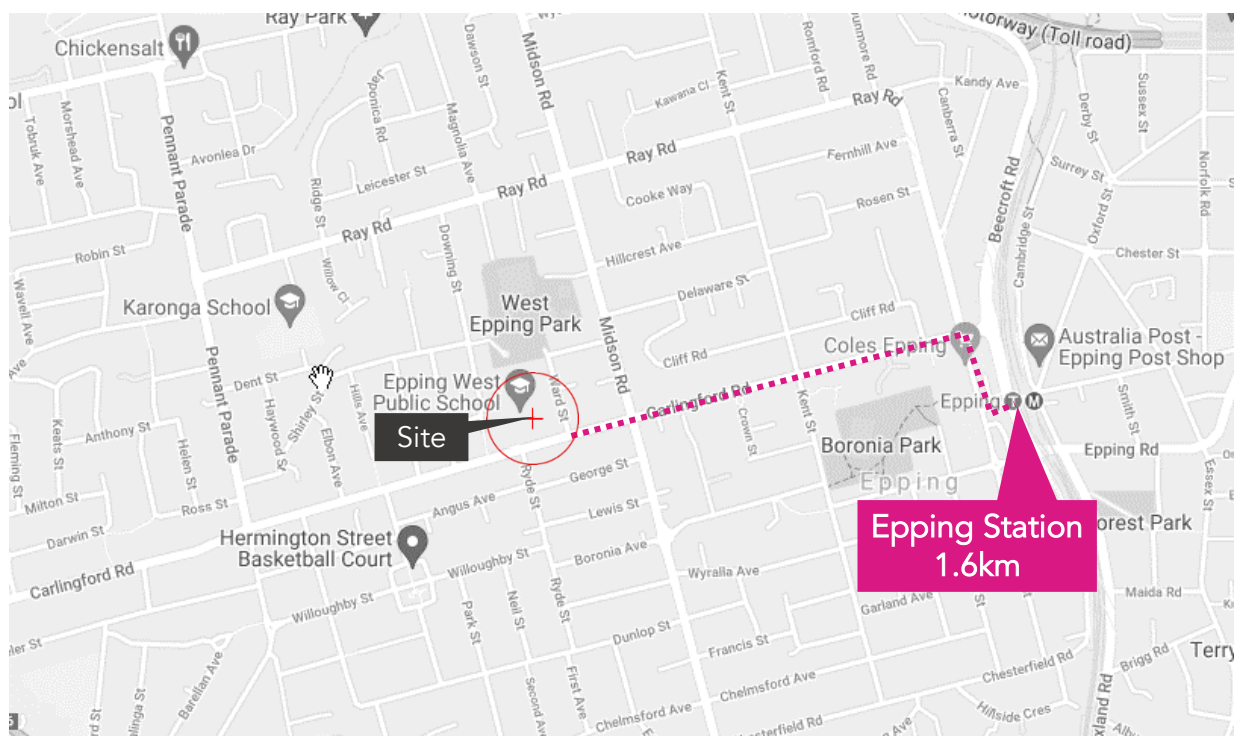 Ray Park
Chickensalt
Motorway (Toll road)
Dawson St
Midson Rd
Romford Rd
Dunmore Rd
Kandy Ave
Kawana Cl
Kent St
Ray Rd
Canberra St
Derby St
Sussex St
Tobruk Ave
Morshead Ave
Pennant Parade
Japonica Rd
Magnolia Ave
Avonlea Dr
Leicester St
Ridge St
Ray Rd
Ray Rd
Fernhill Ave
Cooke Way
Rosen St
Surrey St
Oxford St
Norfolk Rd
Beecroft Rd
Cambridge St
Chester St
Robin St
Ray Rd
Willow Cl
Downing St
Hillcrest Ave
Delaware St
Wavell Ave
Karonga School
West
Epping Park
Midson Rd
Cliff Rd
Cliff Rd
Coles Epping
Australia Post -
Epping Post Shop
Pennant Parade
Dent St
Shirley St
Hills Ave
Haywood St
Elbon Ave
Epping West
Public School
Ward St
Carlingford Rd
Crown St
Kent St
Epping
T
M
Smith St
Site
Boronia Park
Epping
Epping Rd
Essex St
Keats St
Fleming St
Anthony St
Helen St
Milton St
Ross St
Darwin St
Carlingford Rd
Angus Ave
George St
Ryde St
Lewis St
Boronia Ave
Hermington Street
Basketball Court
Willoughby St
Willoughby St
Wyralla Ave
Epping Station
1.6km
Forest Park
Maida Rd
Garland Ave
Park St
Neil St
Ryde St
Dunlop St
Francis St
Chesterfield Rd
Brigg Rd
Terry
Barellan Ave
Second Ave
First Ave
Chelmsford Ave
Chelmsford Ave
Chesterfield Rd
Hillside Cres